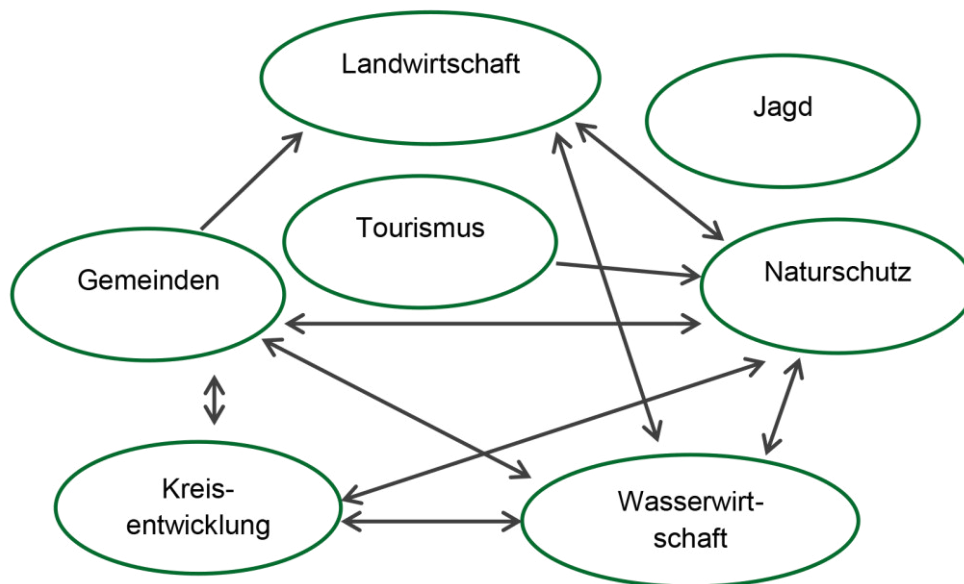 Landwirtschaft
Jagd
Tourismus
Gemeinden
Naturschutz
Kreis-
entwicklung
Wasserwirt-
schaft